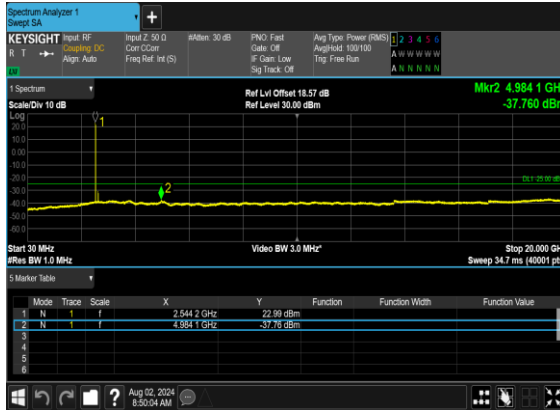 Spectrum Analyzer 1
Swept SA
+
KEYSIGHT Input: RF Input Z: 50 Ω #Atten: 30 dB PNO: Fast Avg Type: Power (RMS) 1 2 3 4 5 6
R T Coupling: DC Corr CCorr Gate: Off Avg|Hold: 100/100 A W W W W W
Align: Auto Freq Ref: Int (S) IF Gain: Low Trig: Free Run
LXI Sig Track: Off A N N N N N
1 Spectrum Ref Lvl Offset 18.57 dB Mkr2 4.984 1 GH
Scale/Div 10 dB Ref Level 30.00 dBm -37.760 dB
Log
20.0
10.0
0.00
-10.0
-20.0
DL1 -25.00 dB
-30.0
-40.0
-50.0
-60.0
1
2
Start 30 MHz Video BW 3.0 MHz* Stop 20.000 GH
#Res BW 1.0 MHz Sweep 34.7 ms (40001 pt
5 Marker Table
Mode Trace Scale X Y Function Function Width Function Value
1 N 1 f 2.544 2 GHz 22.99 dBm
2 N 1 f 4.984 1 GHz -37.76 dBm
3
4
5
6
? Aug 02, 2024
8:50:04 AM